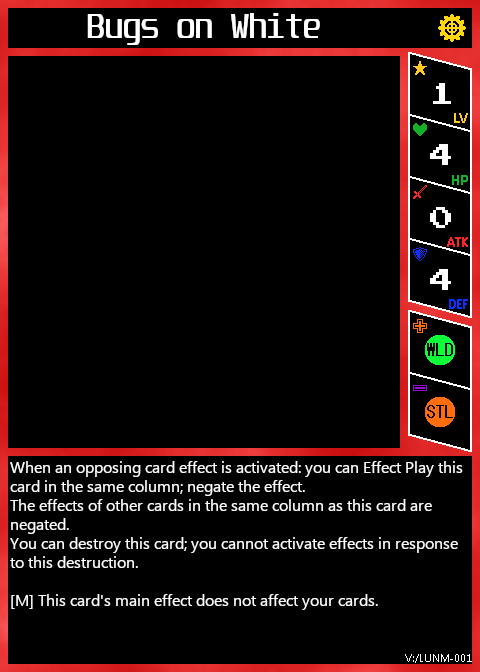 Bugs on White
1
LV
4
HP
0
ATK
4
DEF
WLD
STL
When an opposing card effect is activated: you can Effect Play this
card in the same column; negate the effect.
The effects of other cards in the same column as this card are
negated.
You can destroy this card; you cannot activate effects in response
to this destruction.
[M] This card's main effect does not affect your cards.
V:/LUNM-001